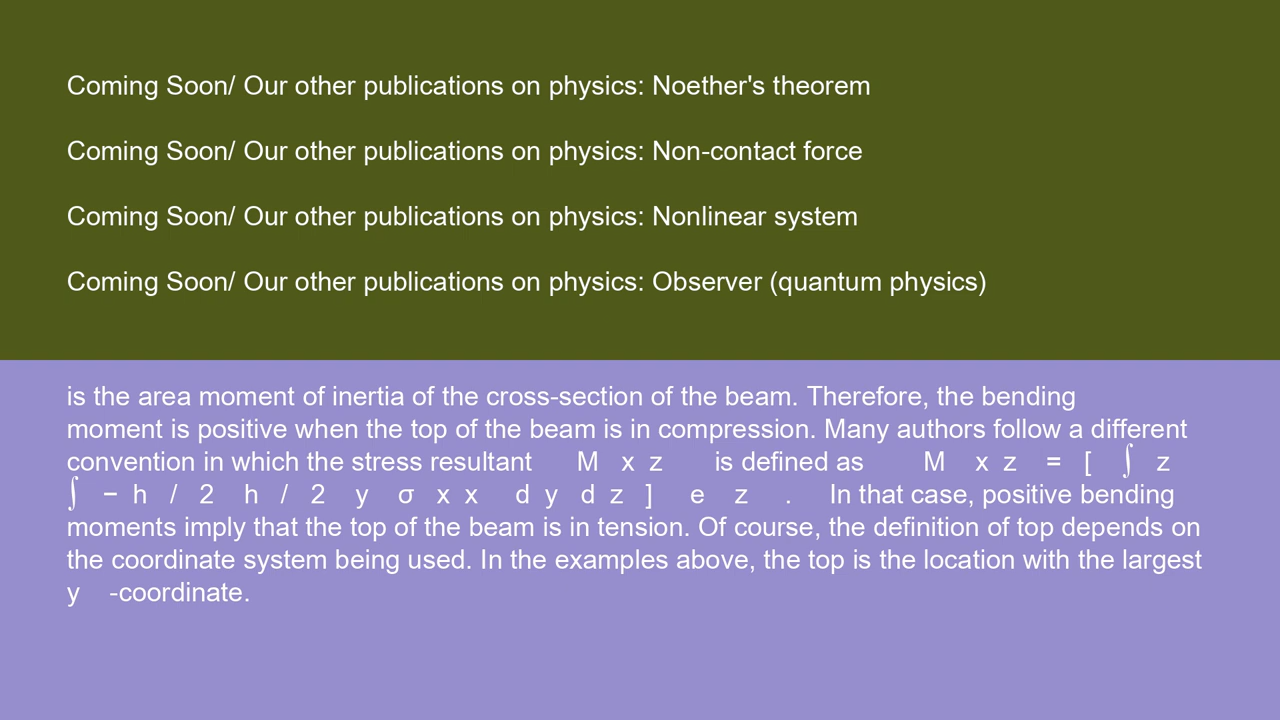 Coming Soon/ Our other publications on physics: Noether's theorem
Coming Soon/ Our other publications on physics: Non-contact force
Coming Soon/ Our other publications on physics: Nonlinear system
Coming Soon/ Our other publications on physics: Observer (quantum physics)
is the area moment of inertia of the cross-section of the beam. Therefore, the bending
moment is positive when the top of the beam is in compression. Many authors follow a different
convention in which the stress resultant M x z is defined as M x z = [ ∫ z
∫ − h / 2 h / 2 y σ x x d y d z ] e z . In that case, positive bending
moments imply that the top of the beam is in tension. Of course, the definition of top depends on
the coordinate system being used. In the examples above, the top is the location with the largest
y -coordinate.